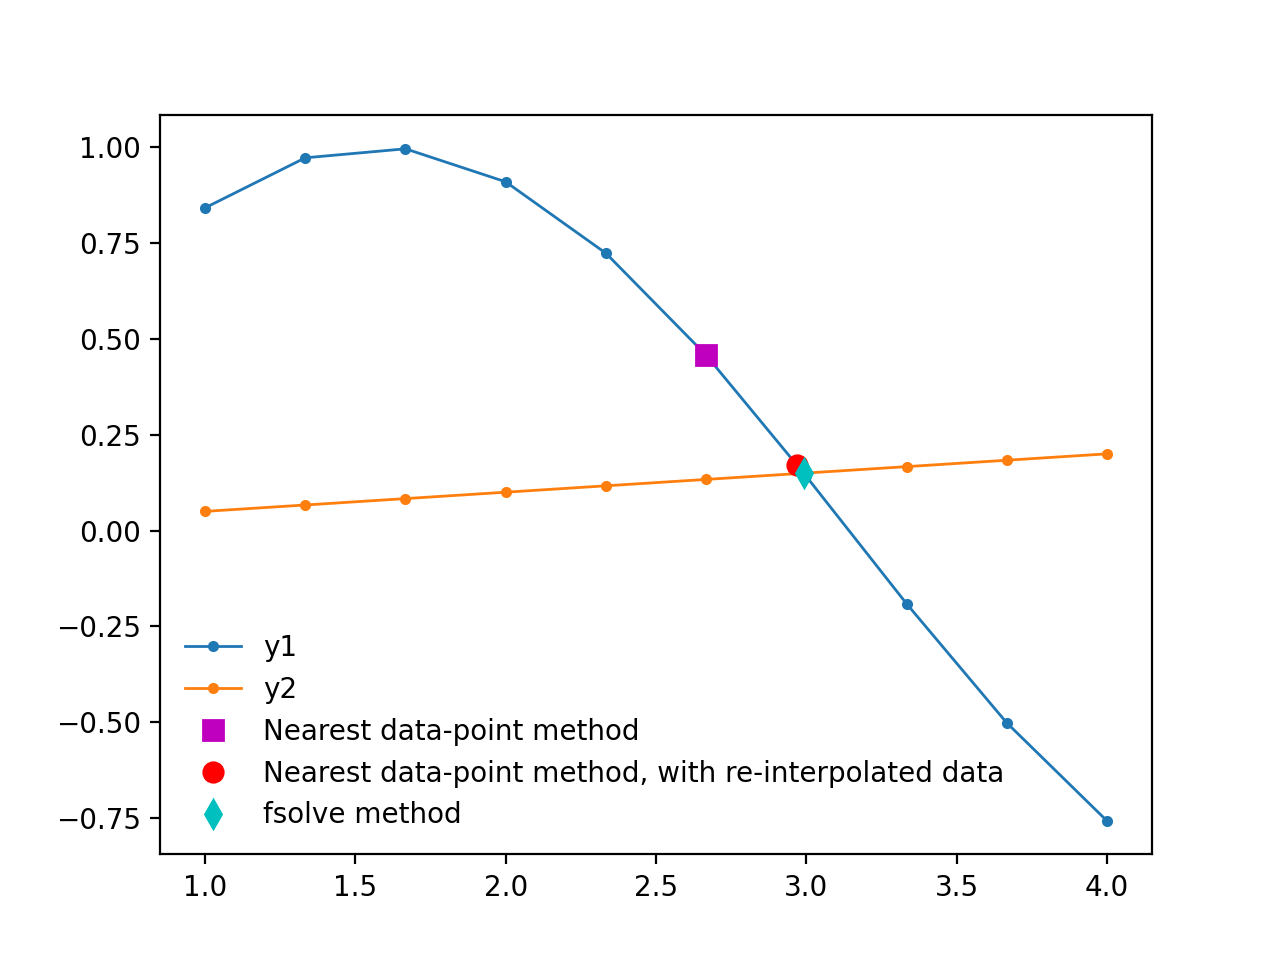 1.00
0.75
0.50
0.25
0.00
−0.25
−0.50
−0.75
y1
y2
Nearest data-point method
Nearest data-point method, with re-interpolated data
fsolve method
1.0 1.5 2.0 2.5 3.0 3.5 4.0